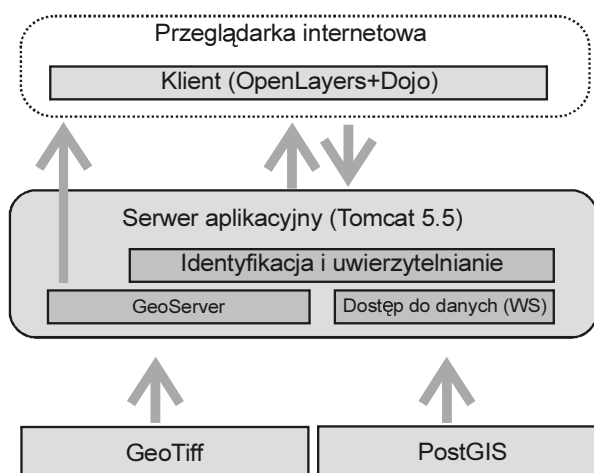 Przeglądarka internetowa
Klient (OpenLayers+Dojo)
Serwer aplikacyjny (Tomcat 5.5)
Identyfikacja i uwierzytelnianie
GeoServer
Dostęp do danych (WS)
GeoTiff
PostGIS